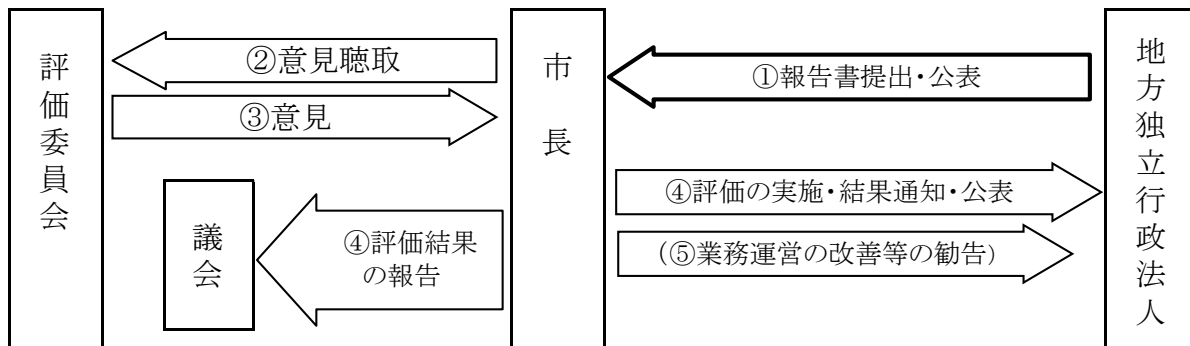 評価委員会
②意見聴取
③意見
議会
④評価結果
の報告
市長
①報告書提出・公表
④評価の実施・結果通知・公表
(⑤業務運営の改善等の勧告)
地方独立行政法人